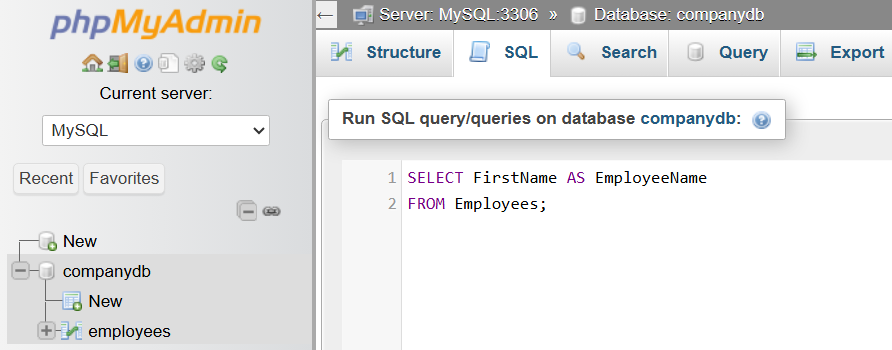 phpMyAdmin
Current server:
MySQL
Recent
Favorites
New
companydb
New
employees
Server: MySQL:3306 » Database: companydb
Structure
SQL
Search
Query
Export
Run SQL query/queries on database companydb:
1 SELECT FirstName AS EmployeeName
2 FROM Employees;